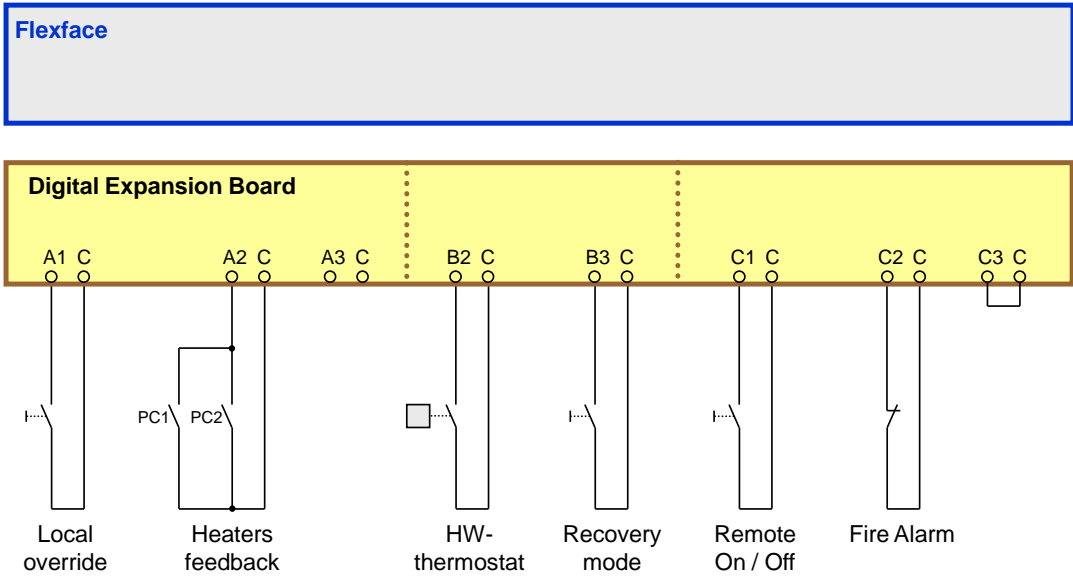 Flexface
Digital Expansion Board
A1 C A2 C A3 C B2 C B3 C C1 C C2 C C3 C
PC1 PC2
Local override
Heaters feedback
HW-thermostat
Recovery mode
Remote On / Off
Fire Alarm